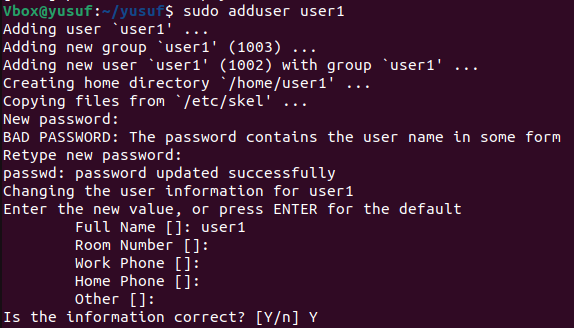 Vbox@yusuf:~/yusuf$ sudo adduser user1
Adding user `user1' ...
Adding new group `user1' (1003) ...
Adding new user `user1' (1002) with group `user1' ...
Creating home directory `/home/user1' ...
Copying files from `/etc/skel' ...
New password:
BAD PASSWORD: The password contains the user name in some form
Retype new password:
passwd: password updated successfully
Changing the user information for user1
Enter the new value, or press ENTER for the default
        Full Name []: user1
        Room Number []:
        Work Phone []:
        Home Phone []:
        Other []:
Is the information correct? [Y/n] Y